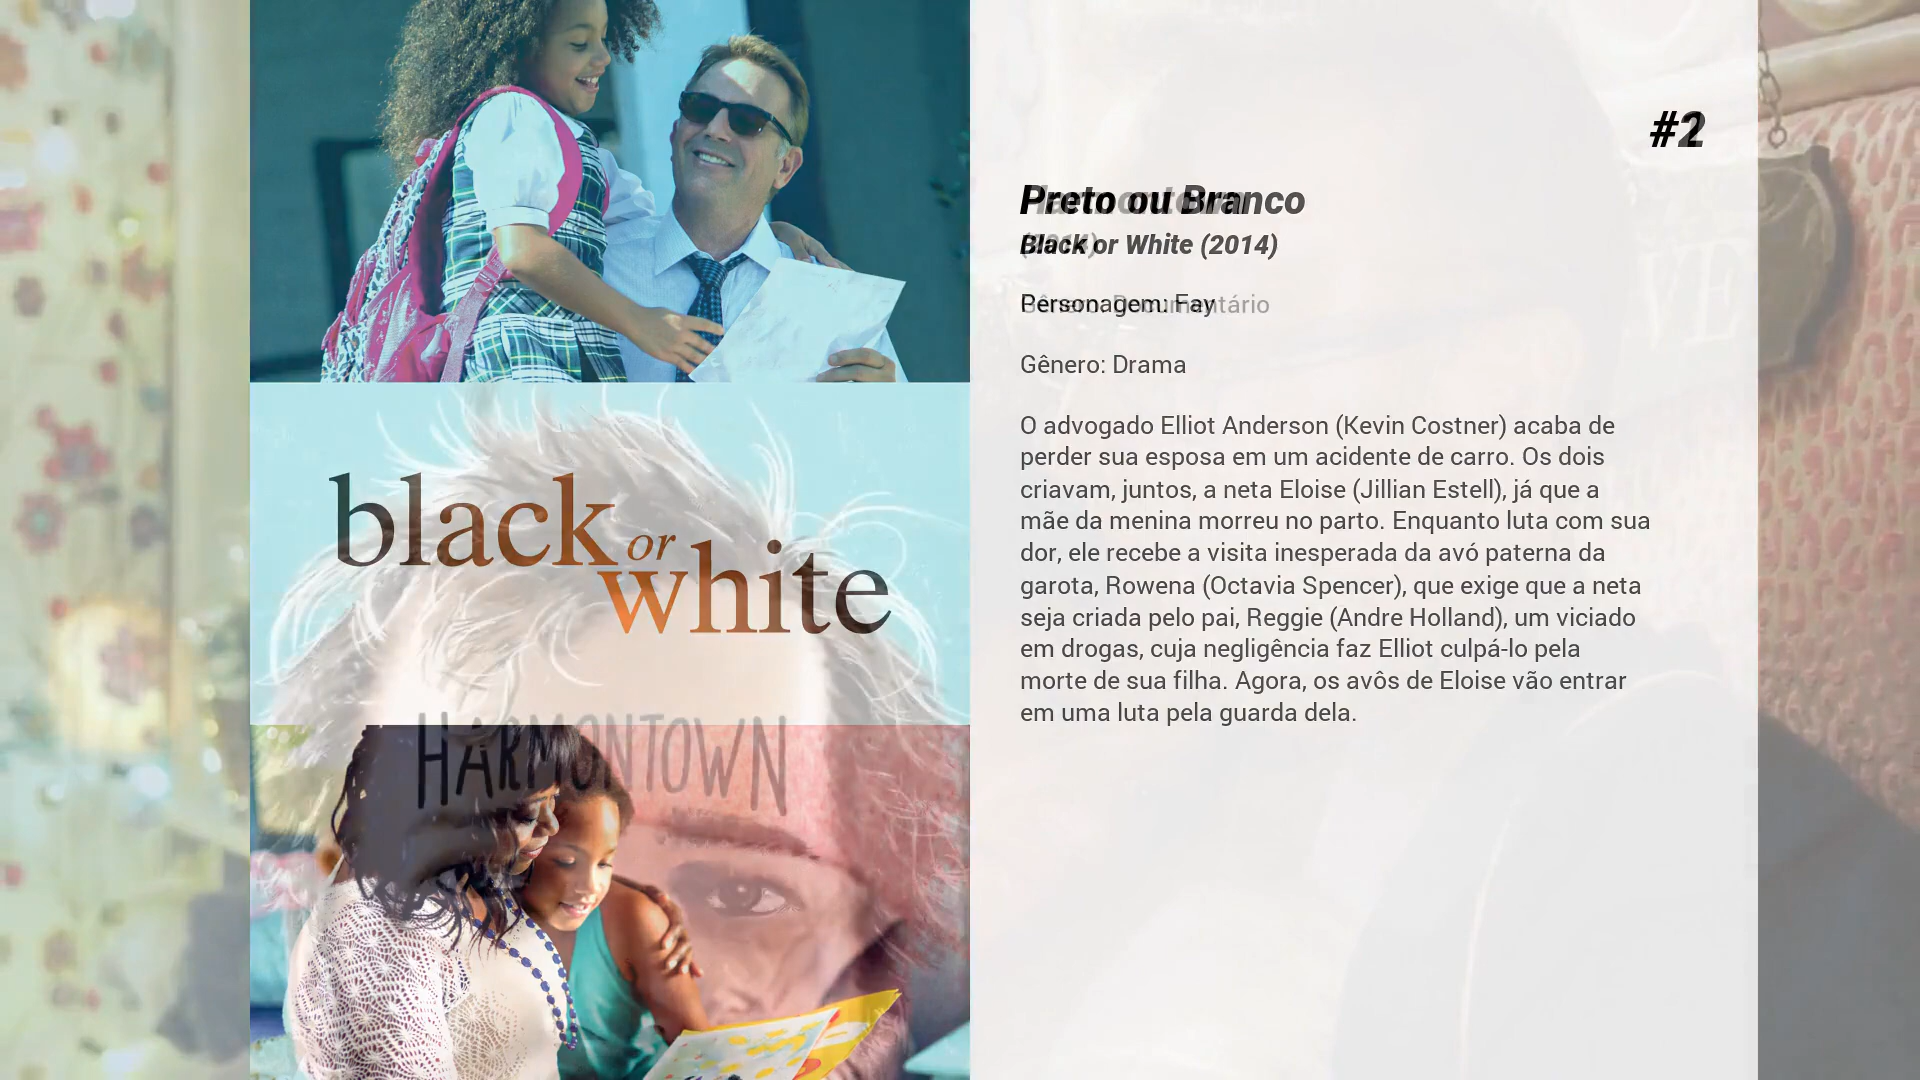 #2
Preto ou Branco
Black or White (2014)
Personagem: Fay
Gênero: Documentário
Gênero: Drama
O advogado Elliot Anderson (Kevin Costner) acaba de
perder sua esposa em um acidente de carro. Os dois
criavam, juntos, a neta Eloise (Jillian Estell), já que a
mãe da menina morreu no parto. Enquanto luta com sua
dor, ele recebe a visita inesperada da avó paterna da
garota, Rowena (Octavia Spencer), que exige que a neta
seja criada pelo pai, Reggie (Andre Holland), um viciado
em drogas, cuja negligência faz Elliot culpá-lo pela
morte de sua filha. Agora, os avôs de Eloise vão entrar
em uma luta pela guarda dela.
black or
white
HARMONTOWN